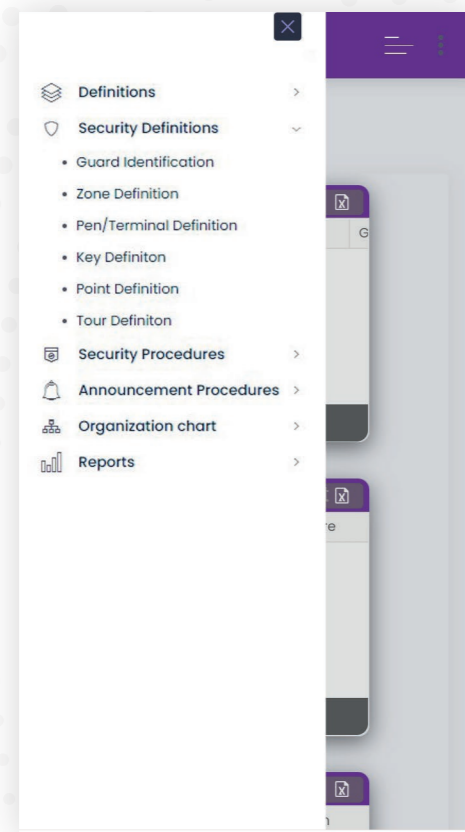 Definitions
Security Definitions
Guard Identification
Zone Definition
Pen/Terminal Definition
Key Definiton
Point Definition
Tour Definiton
Security Procedures
Announcement Procedures
Organization chart
Reports